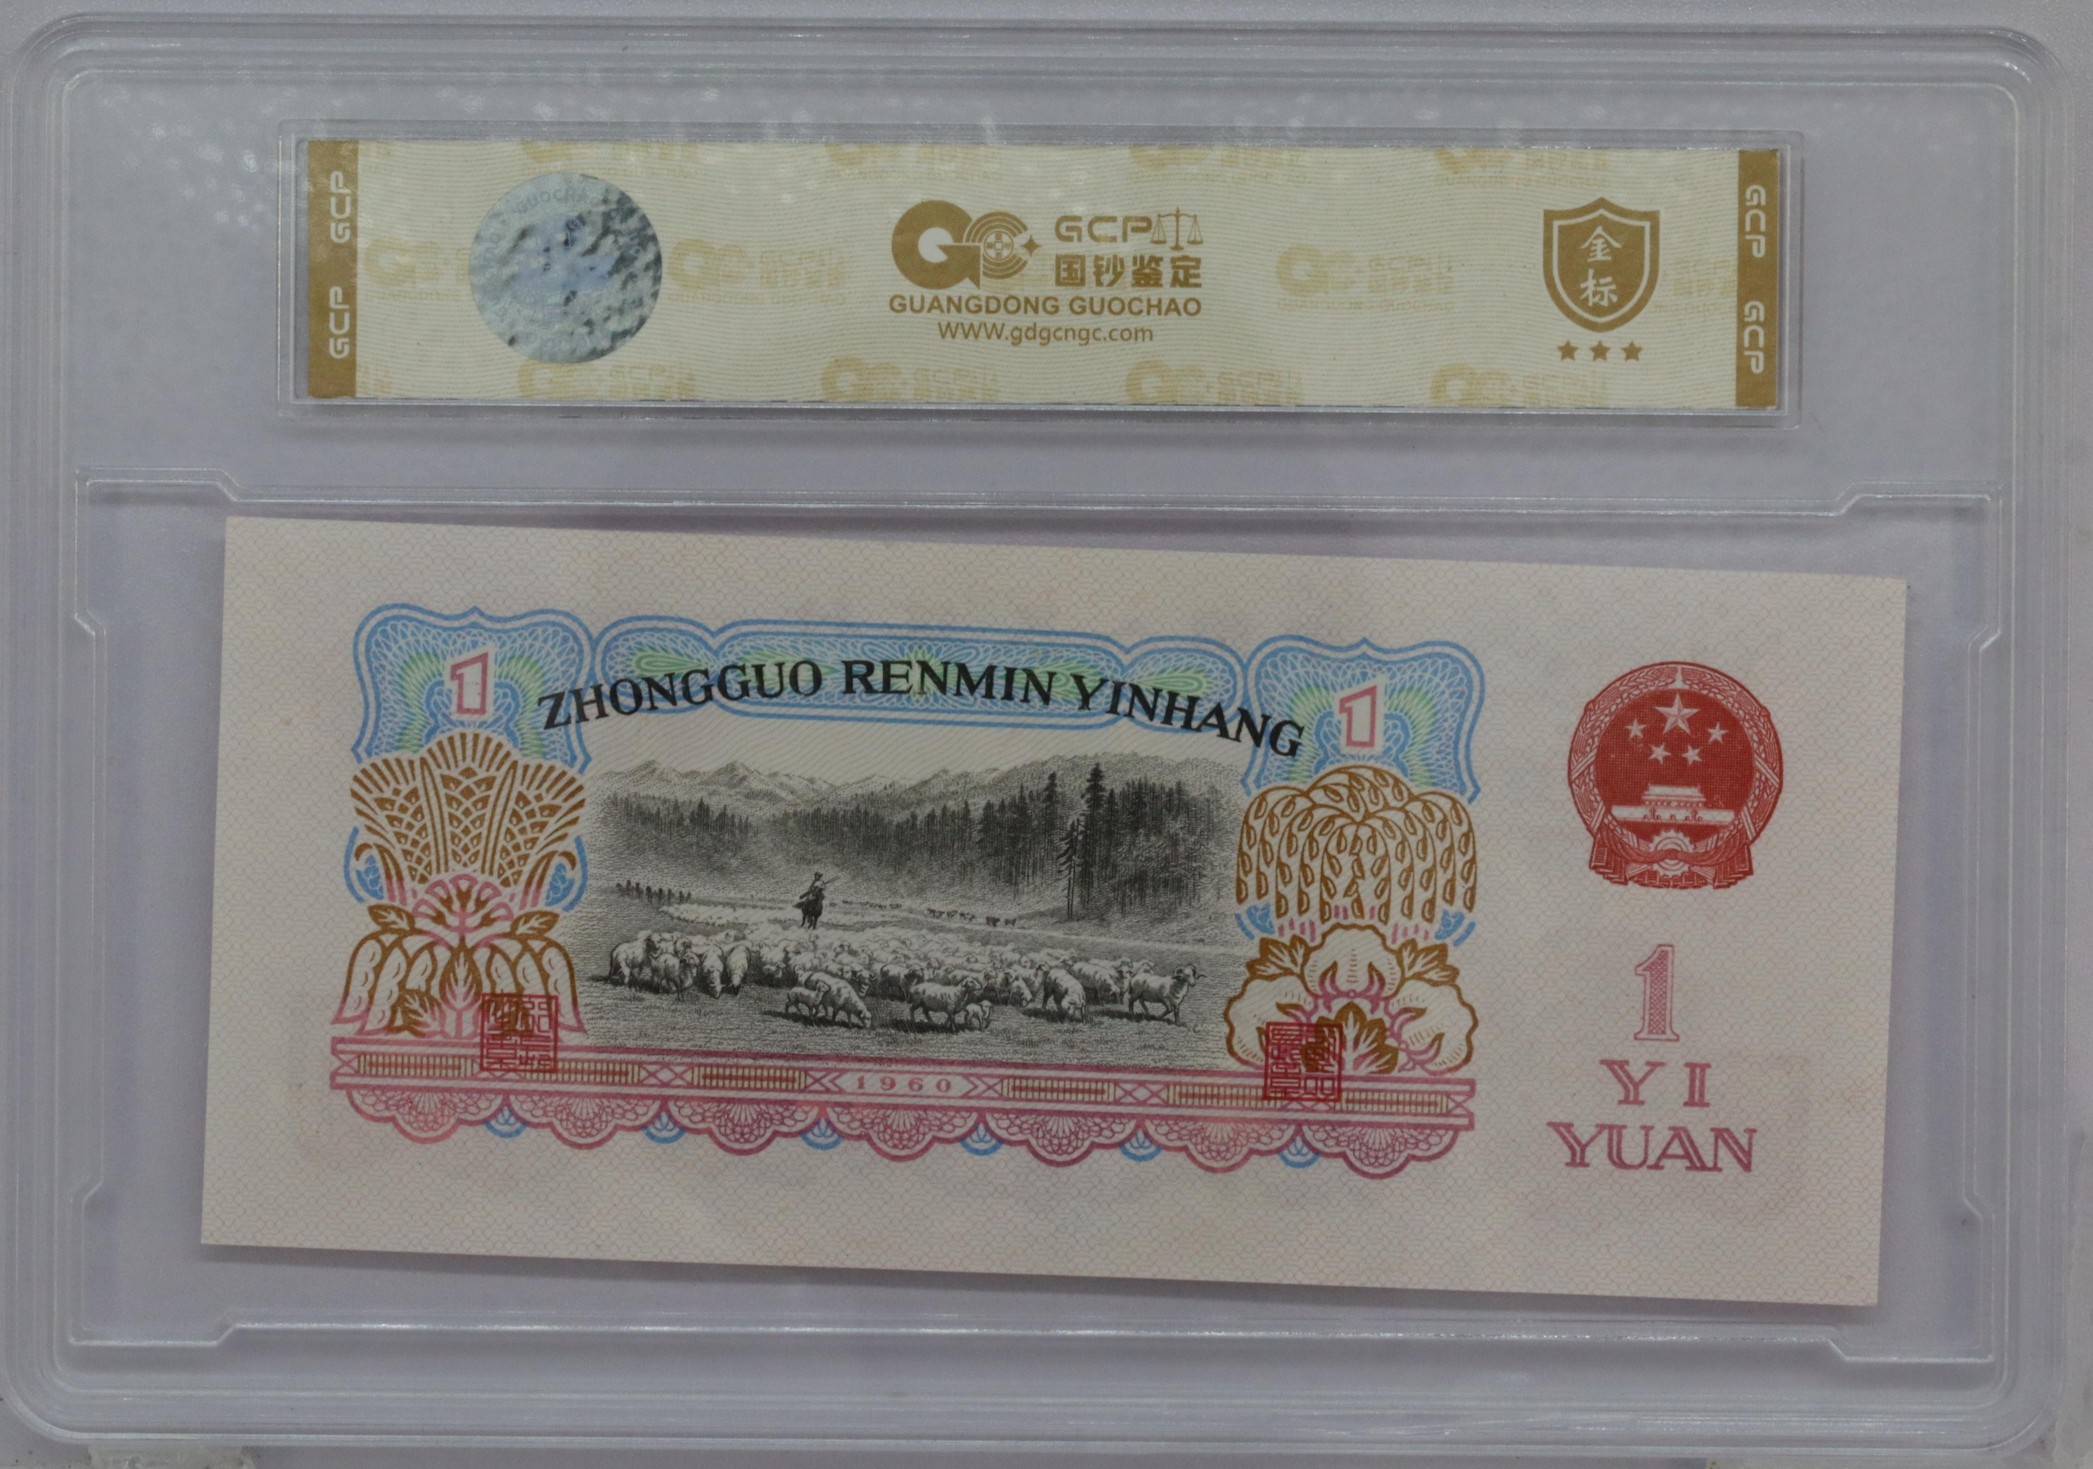 GCP
GCP
GCP
国钞鉴定
GUANGDONG GUOCHAO
WWW.gdgcngc.com
金
标
GCP
GCP
1
ZHONGGUO RENMIN YINHANG
1
1960
1
YI
YUAN